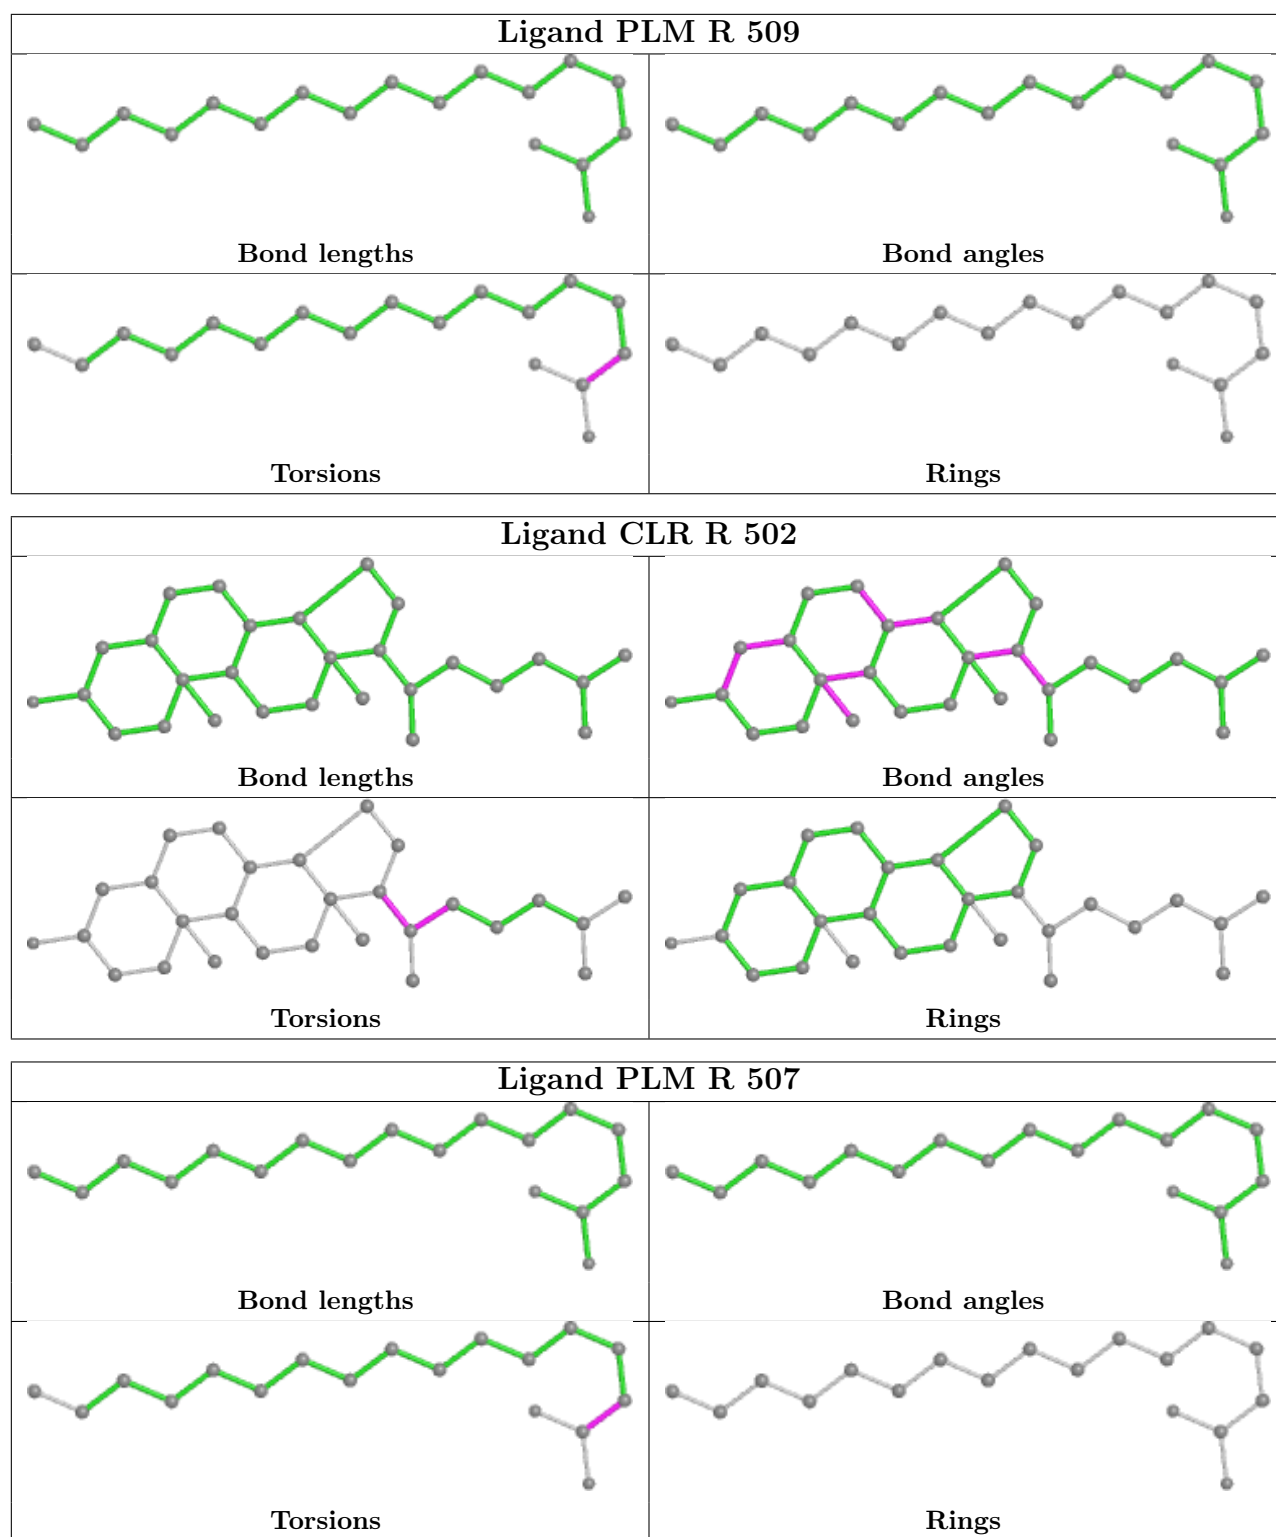 Ligand PLM R 509
Bond lengths
Bond angles
Torsions
Rings
Ligand CLR R 502
Bond lengths
Bond angles
Torsions
Rings
Ligand PLM R 507
Bond lengths
Bond angles
Torsions
Rings